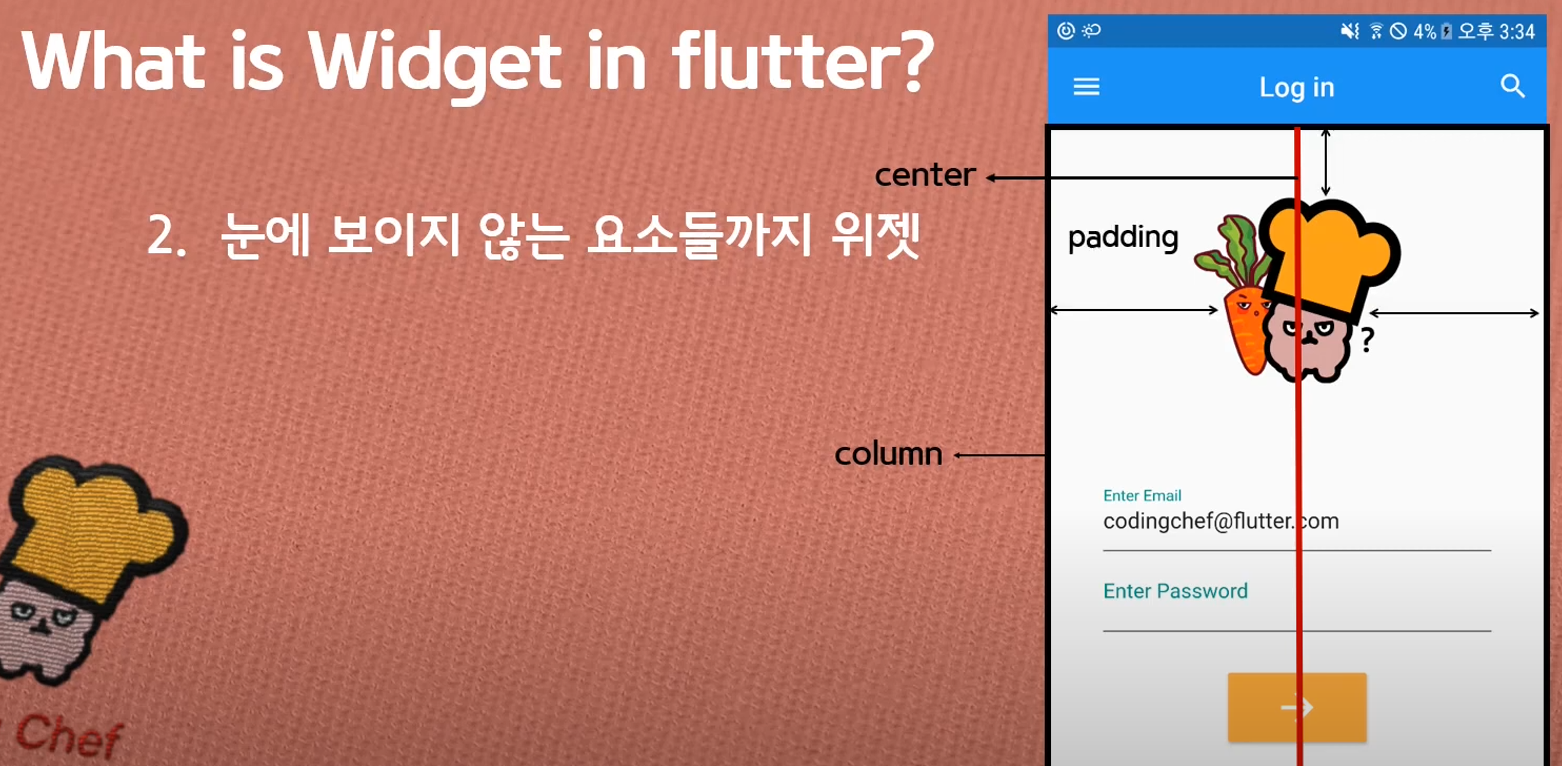 What is Widget in flutter?
2. 눈에 보이지 않는 요소들까지 위젯
4% 오후 3:34
Log in
center
padding
?
column
Enter Email
codingchef@flutter.com
Enter Password
Chef